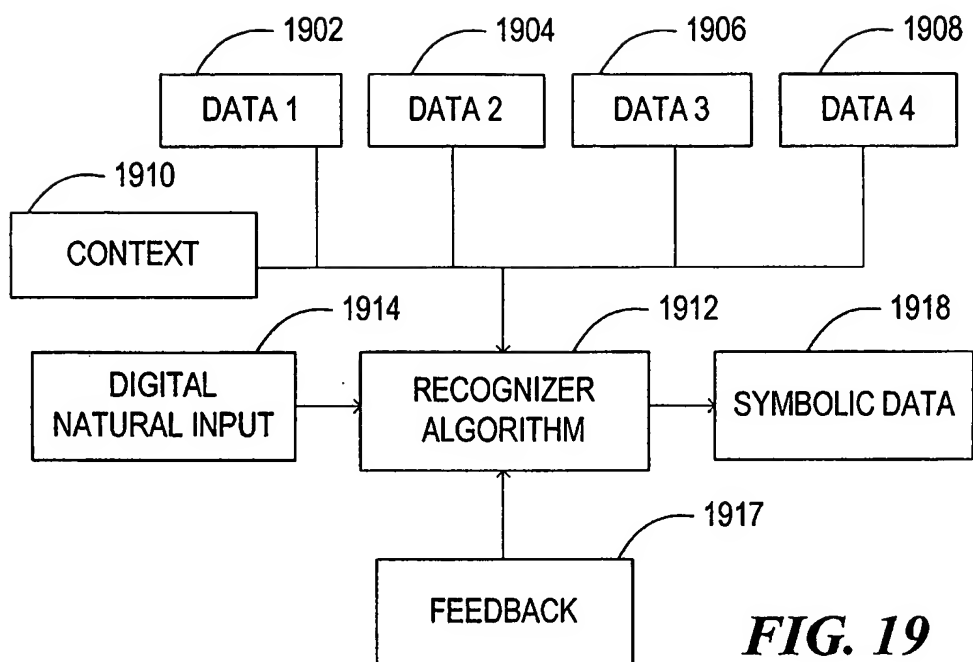 1902
1904
1906
1908
DATA 1
DATA 2
DATA 3
DATA 4
1910
CONTEXT
1914
1912
1918
DIGITAL
NATURAL INPUT
RECOGNIZER
ALGORITHM
SYMBOLIC DATA
1917
FEEDBACK
FIG. 19